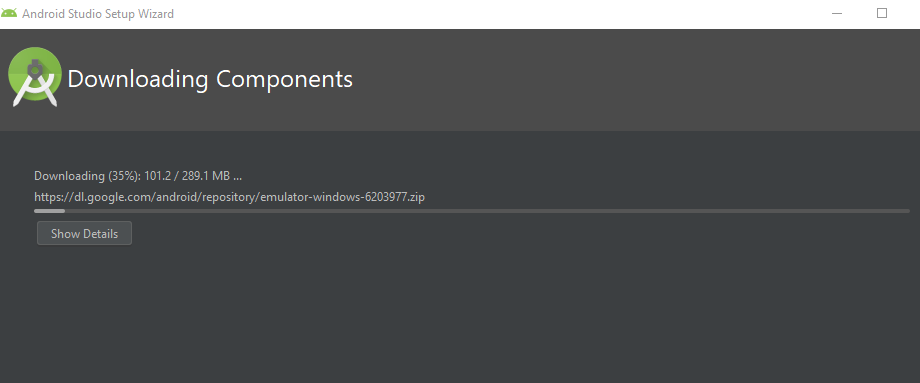 Android Studio Setup Wizard
Downloading Components
Downloading (35%): 101.2 / 289.1 MB ...
https://dl.google.com/android/repository/emulator-windows-6203977.zip
Show Details